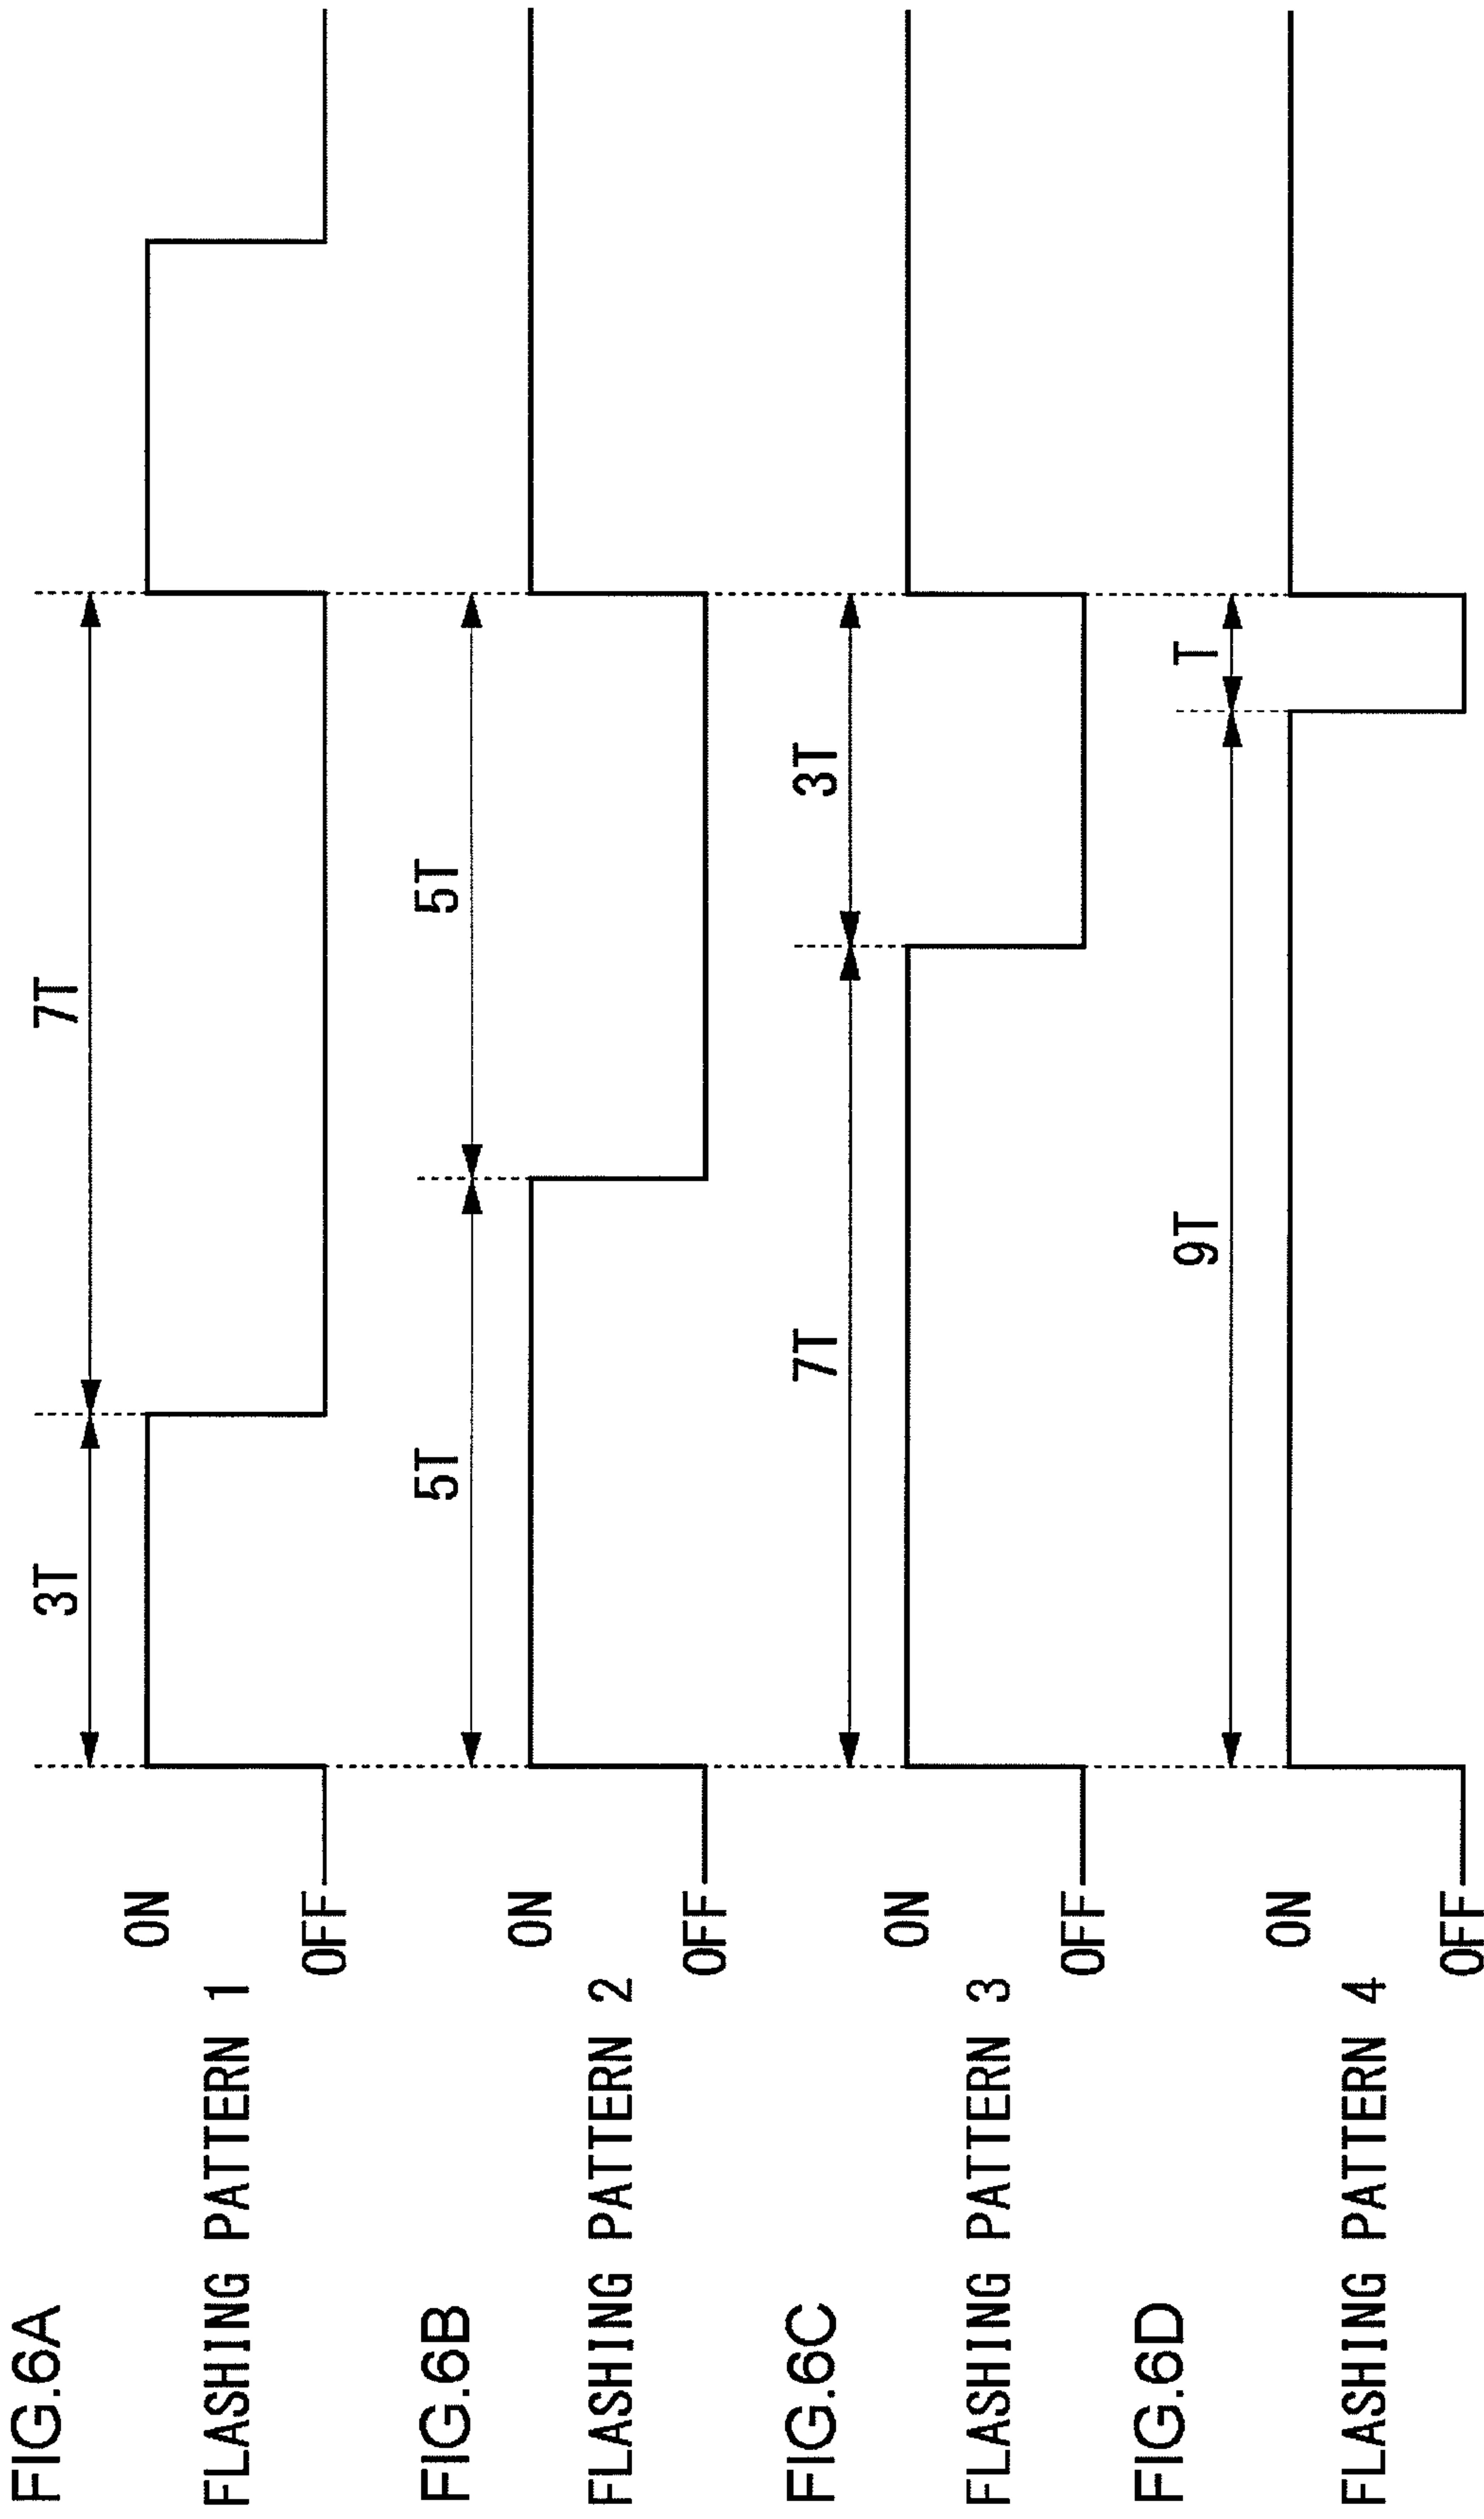 FIG.6A
3T 7T
ON
FLASHING PATTERN 1
OFF
FIG.6B
5T 5T
ON
FLASHING PATTERN 2
OFF
FIG.6C
7T 3T
ON
FLASHING PATTERN 3
OFF
FIG.6D
9T T
ON
FLASHING PATTERN 4
OFF